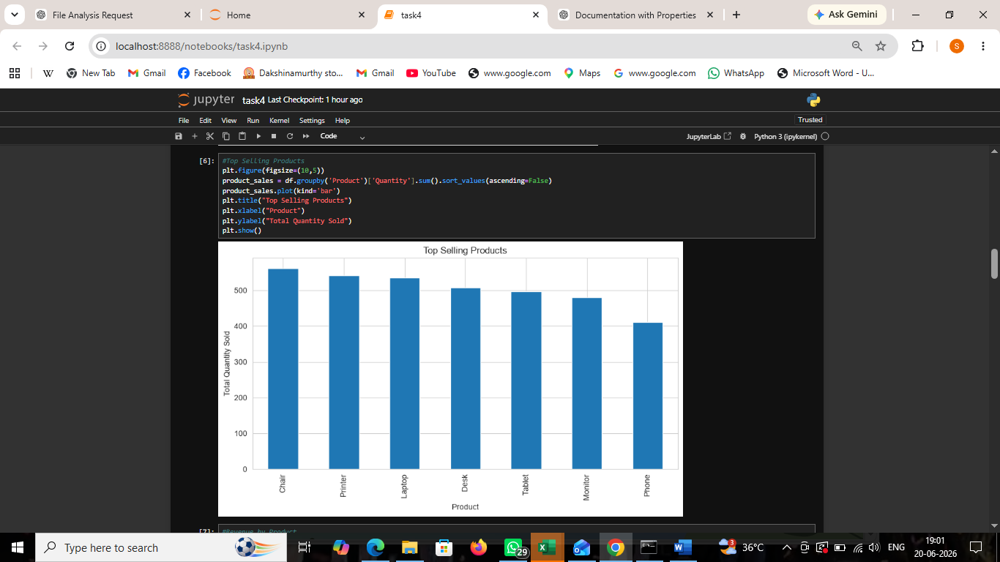 File Analysis Request
Home
task4
Documentation with Properties
Ask Gemini
localhost:8888/notebooks/task4.ipynb
W New Tab Gmail Facebook Dakshinamurthy sto... Gmail YouTube www.google.com Maps www.google.com WhatsApp Microsoft Word - U...
jupyter task4 Last Checkpoint: 1 hour ago
File Edit View Run Kernel Settings Help
Trusted
Code
JupyterLab
Python 3 (ipykernel)
[6]:
#Top Selling Products
plt.figure(figsize=(10,5))
product_sales = df.groupby('Product')['Quantity'].sum().sort_values(ascending=False)
product_sales.plot(kind='bar')
plt.title("Top Selling Products")
plt.xlabel("Product")
plt.ylabel("Total Quantity Sold")
plt.show()
Top Selling Products
Total Quantity Sold
500
400
300
200
100
0
Chair
Printer
Laptop
Desk
Tablet
Monitor
Phone
Product
[7]:
#Revenue by Product
Type here to search
29
3
36°C
ENG
19:01
20-06-2026